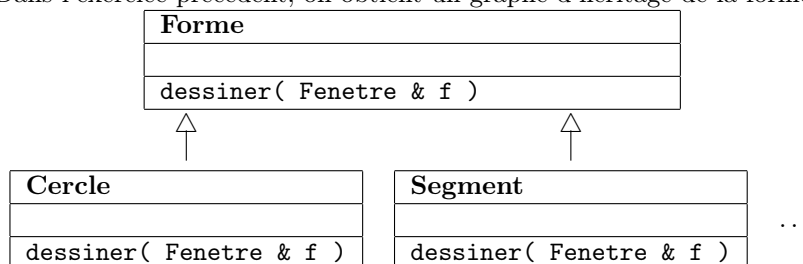 Dans l'exercice précédent, on obtient un graphe d'héritage de la forme
Forme
dessiner( Fenetre & f )
Cercle
Segment
...
dessiner( Fenetre & f )
dessiner( Fenetre & f )